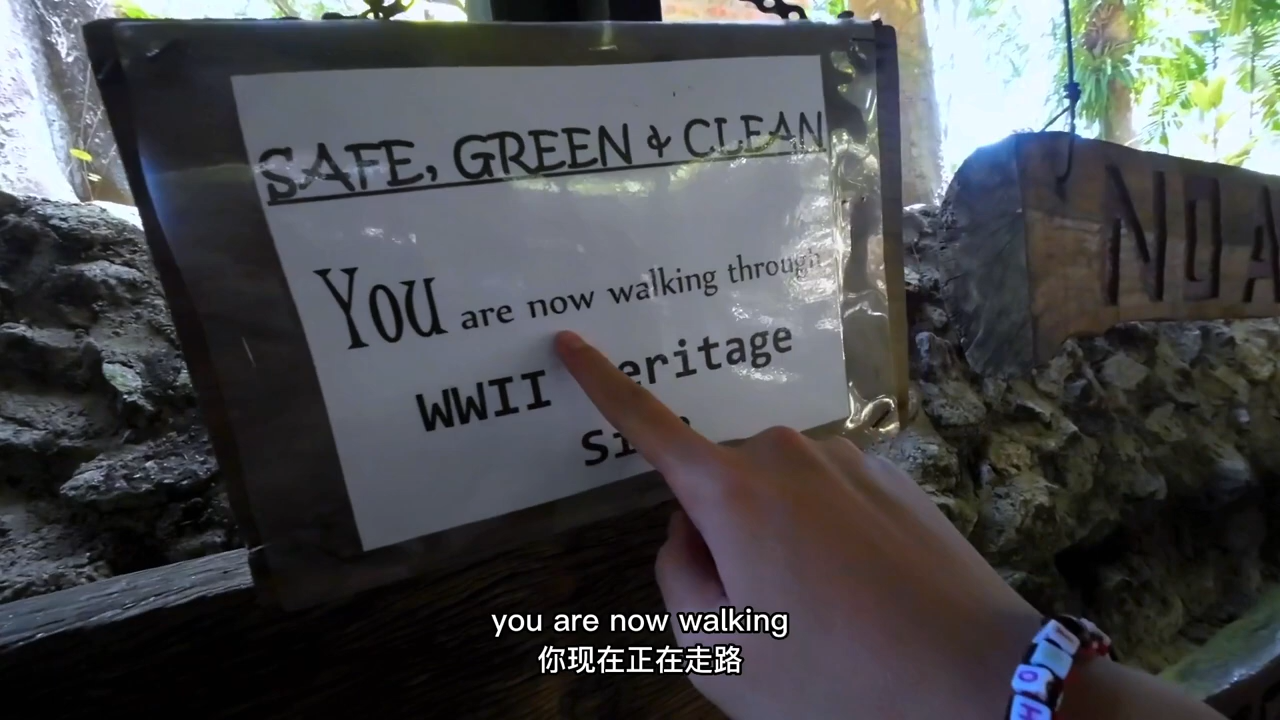 SAFE, GREEN & CLEAN
You are now walking through
WWII
NO
you are now walking
你现在正在走路